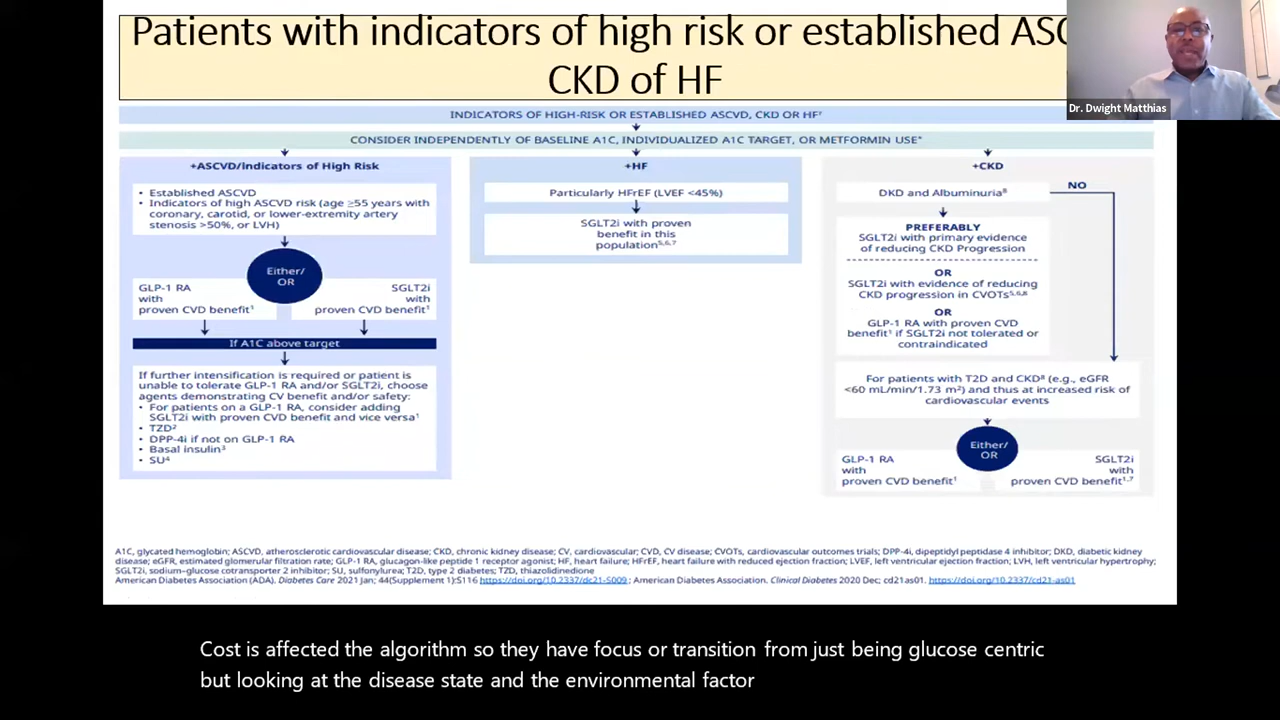 Patients with indicators of high risk or established ASC
CKD of HF
Dr. Dwight Matthias
INDICATORS OF HIGH-RISK OR ESTABLISHED ASCVD, CKD OR HF†
CONSIDER INDEPENDENTLY OF BASELINE A1C, INDIVIDUALIZED A1C TARGET, OR METFORMIN USE*
+ASCVD/Indicators of High Risk
• Established ASCVD
• Indicators of high ASCVD risk (age ≥55 years with
coronary, carotid, or lower-extremity artery
stenosis >50%, or LVH)
Either/
OR
GLP-1 RA
with
proven CVD benefit¹
SGLT2i
with
proven CVD benefit¹
If A1C above target
If further intensification is required or patient is
unable to tolerate GLP-1 RA and/or SGLT2i, choose
agents demonstrating CV benefit and/or safety:
• For patients on a GLP-1 RA, consider adding
SGLT2i with proven CVD benefit and vice versa¹
• TZD²
• DPP-4i if not on GLP-1 RA
• Basal insulin³
• SU⁴
+HF
Particularly HFrEF (LVEF <45%)
SGLT2i with proven
benefit in this
population⁵,⁶,⁷
+CKD
DKD and Albuminuria⁸
NO
PREFERABLY
SGLT2i with primary evidence
of reducing CKD Progression
OR
SGLT2i with evidence of reducing
CKD progression in CVOTs⁵,⁶,⁸
OR
GLP-1 RA with proven CVD
benefit¹ if SGLT2i not tolerated or
contraindicated
For patients with T2D and CKD⁸ (e.g., eGFR
<60 mL/min/1.73 m²) and thus at increased risk of
cardiovascular events
Either/
OR
GLP-1 RA
with
proven CVD benefit¹
SGLT2i
with
proven CVD benefit¹,⁷
A1C, glycated hemoglobin; ASCVD, atherosclerotic cardiovascular disease; CKD, chronic kidney disease; CV, cardiovascular; CVD, CV disease; CVOTs, cardiovascular outcomes trials; DPP-4i, dipeptidyl peptidase 4 inhibitor; DKD, diabetic kidney
disease; eGFR, estimated glomerular filtration rate; GLP-1 RA, glucagon-like peptide 1 receptor agonist; HF, heart failure; HFrEF, heart failure with reduced ejection fraction; LVEF, left ventricular ejection fraction; LVH, left ventricular hypertrophy;
SGLT2i, sodium–glucose cotransporter 2 inhibitor; SU, sulfonylurea; T2D, type 2 diabetes; TZD, thiazolidinedione
American Diabetes Association (ADA). Diabetes Care 2021 Jan; 44(Supplement 1):S116 https://doi.org/10.2337/dc21-S009 ; American Diabetes Association. Clinical Diabetes 2020 Dec; cd21as01. https://doi.org/10.2337/cd21-as01
Cost is affected the algorithm so they have focus or transition from just being glucose centric
but looking at the disease state and the environmental factor